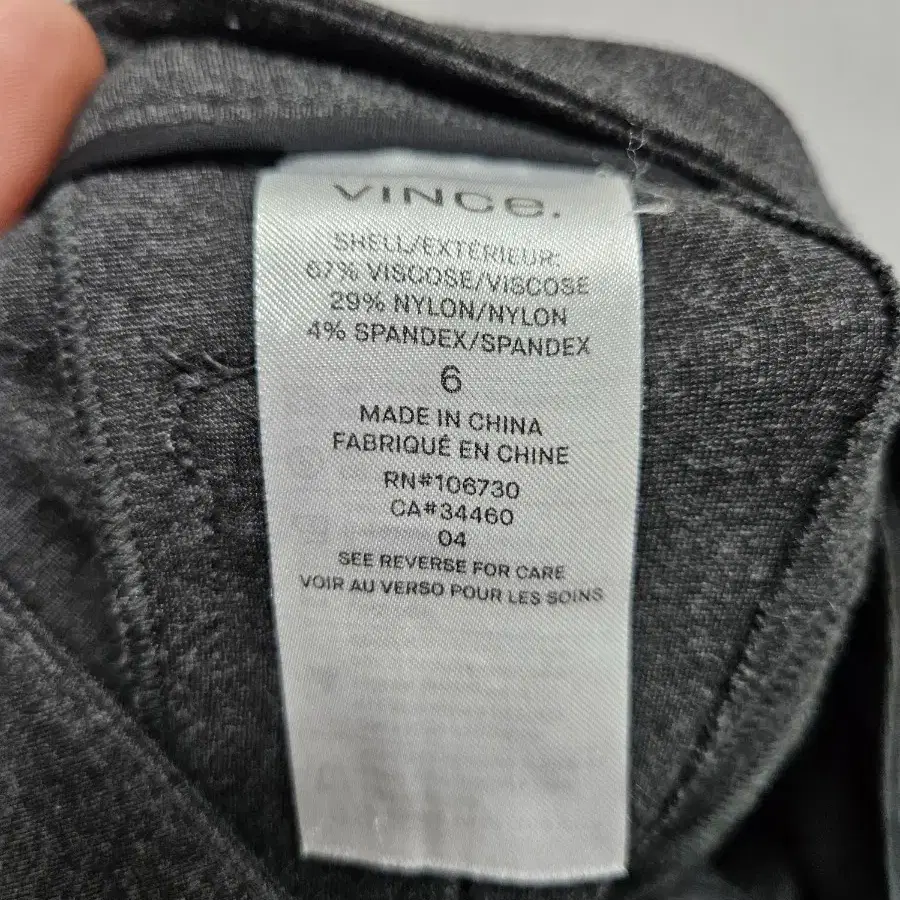 VINCE.
SHELL/EXTÉRIEUR:
67% VISCOSE/VISCOSE
29% NYLON/NYLON
4% SPANDEX/SPANDEX
6
MADE IN CHINA
FABRIQUÉ EN CHINE
RN#106730
CA#34460
04
SEE REVERSE FOR CARE
VOIR AU VERSO POUR LES SOINS